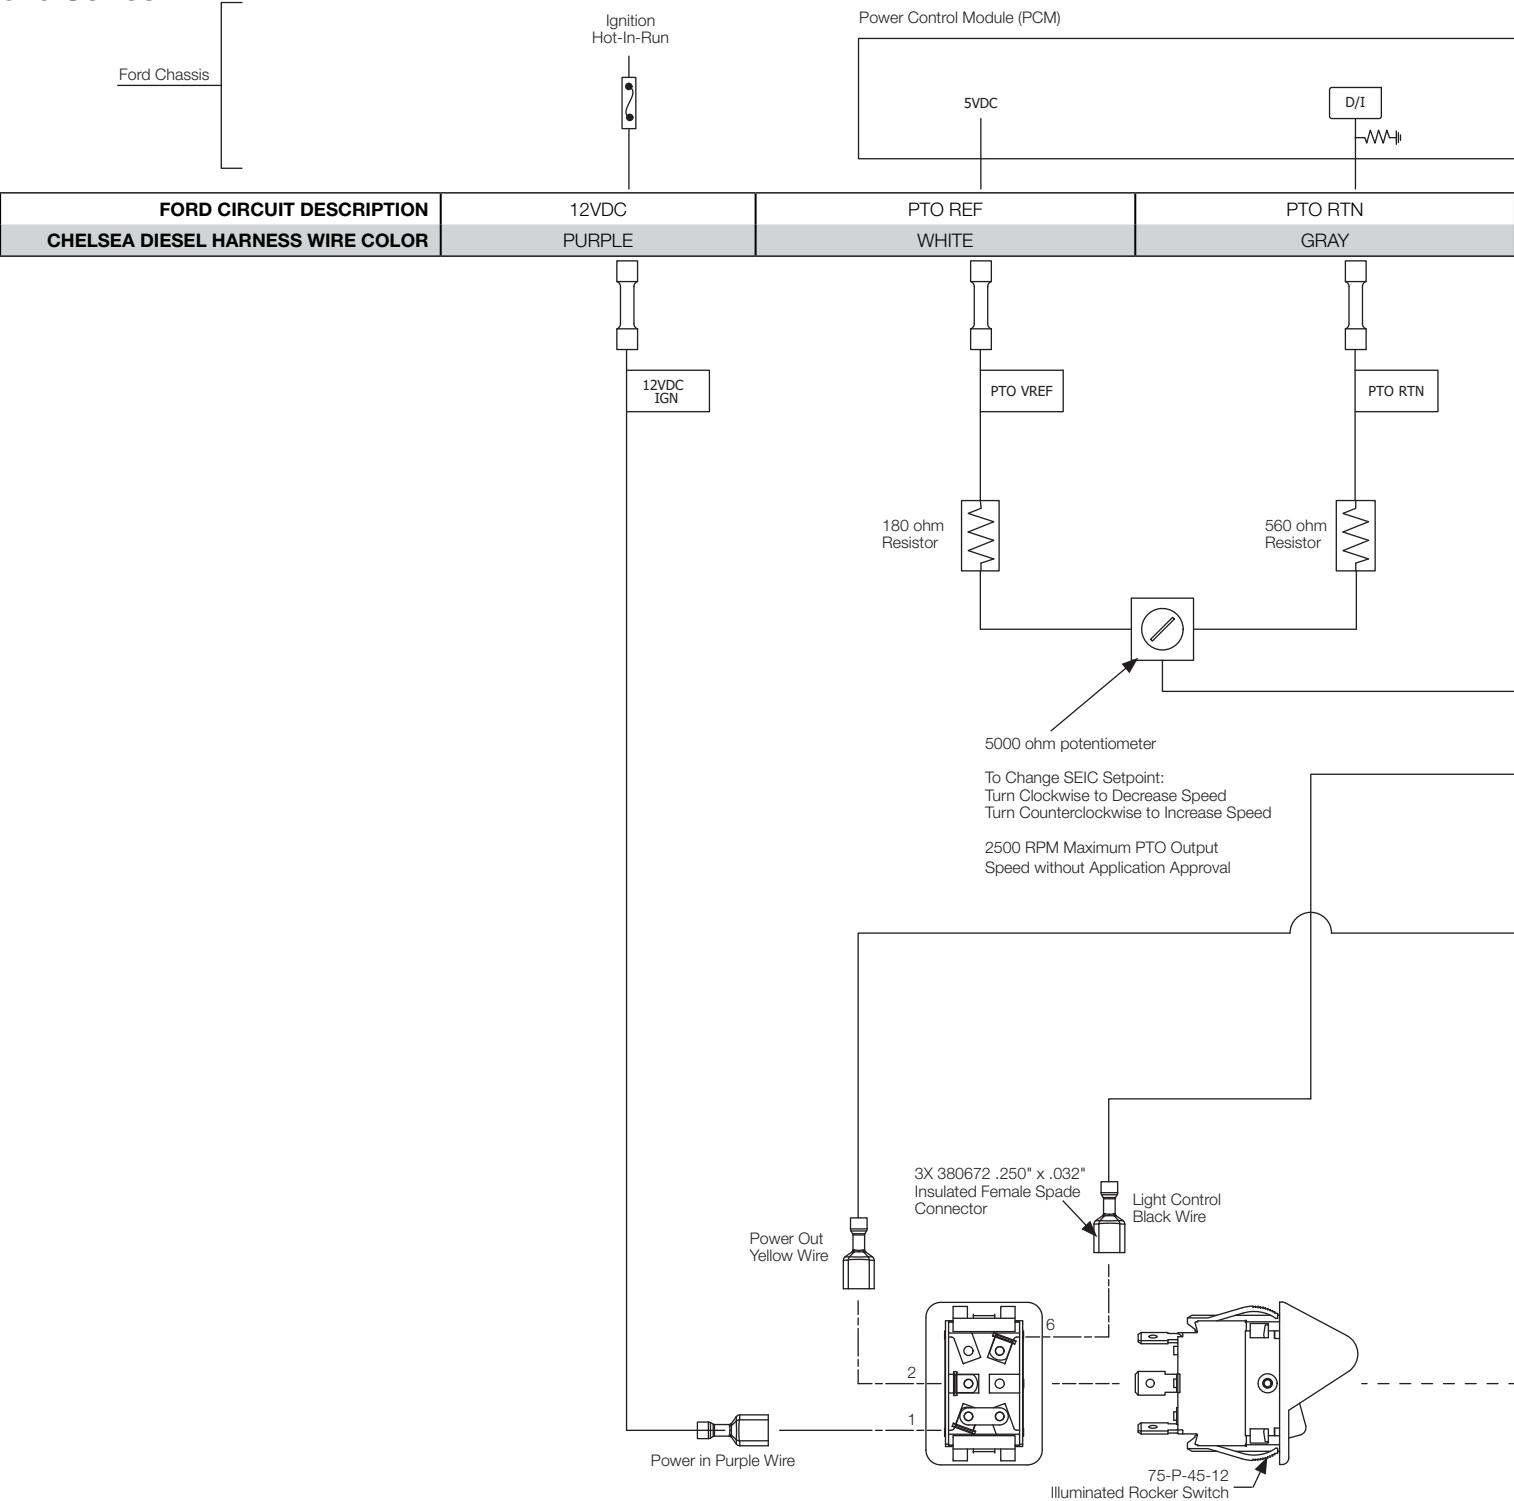 Ignition
Hot-In-Run
Power Control Module (PCM)
Ford Chassis
5VDC
D/I
FORD CIRCUIT DESCRIPTION 12VDC PTO REF PTO RTN
CHELSEA DIESEL HARNESS WIRE COLOR PURPLE WHITE GRAY
12VDC
IGN
PTO VREF
PTO RTN
180 ohm
Resistor
560 ohm
Resistor
5000 ohm potentiometer
To Change SEIC Setpoint:
Turn Clockwise to Decrease Speed
Turn Counterclockwise to Increase Speed
2500 RPM Maximum PTO Output
Speed without Application Approval
3X 380672 .250" x .032"
Insulated Female Spade
Connector
Light Control
Black Wire
Power Out
Yellow Wire
6
2
1
Power in Purple Wire
75-P-45-12
Illuminated Rocker Switch